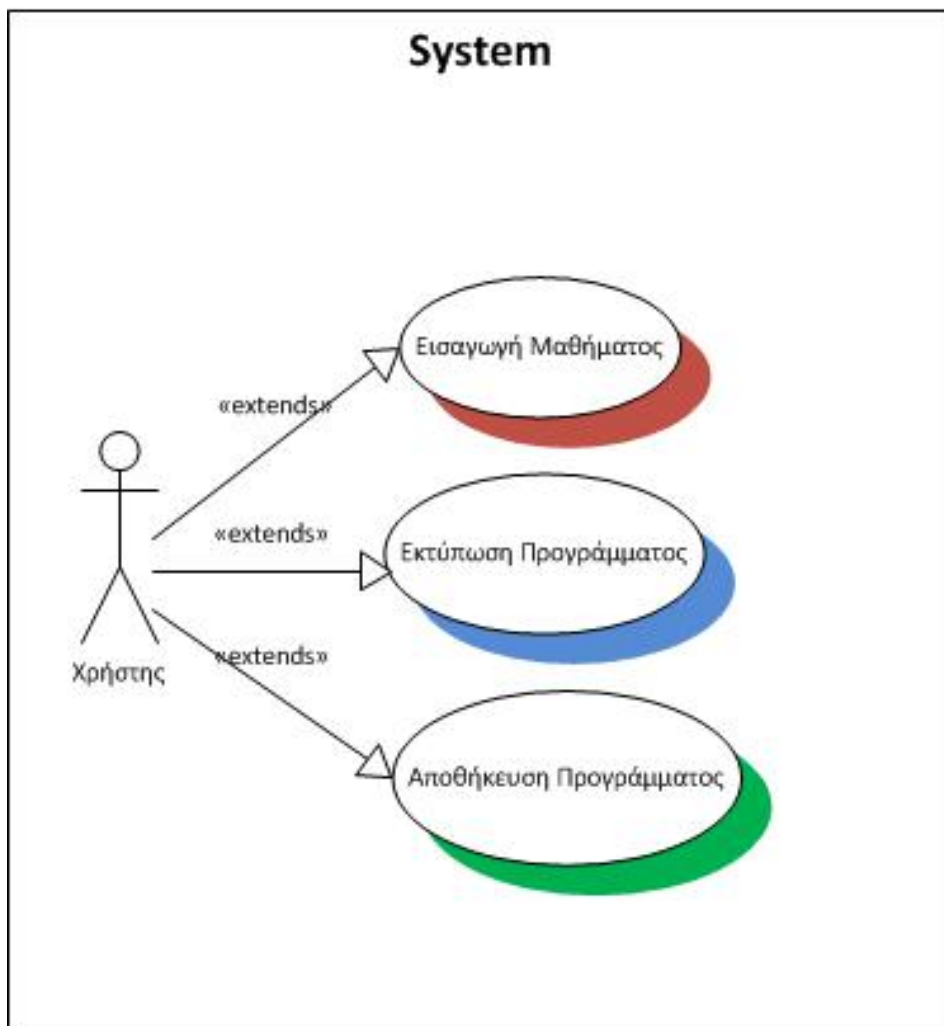 System
Εισαγωγή Μαθήματος
«extends»
«extends»
Εκτύπωση Προγράμματος
«extends»
Χρήστης
Αποθήκευση Προγράμματος